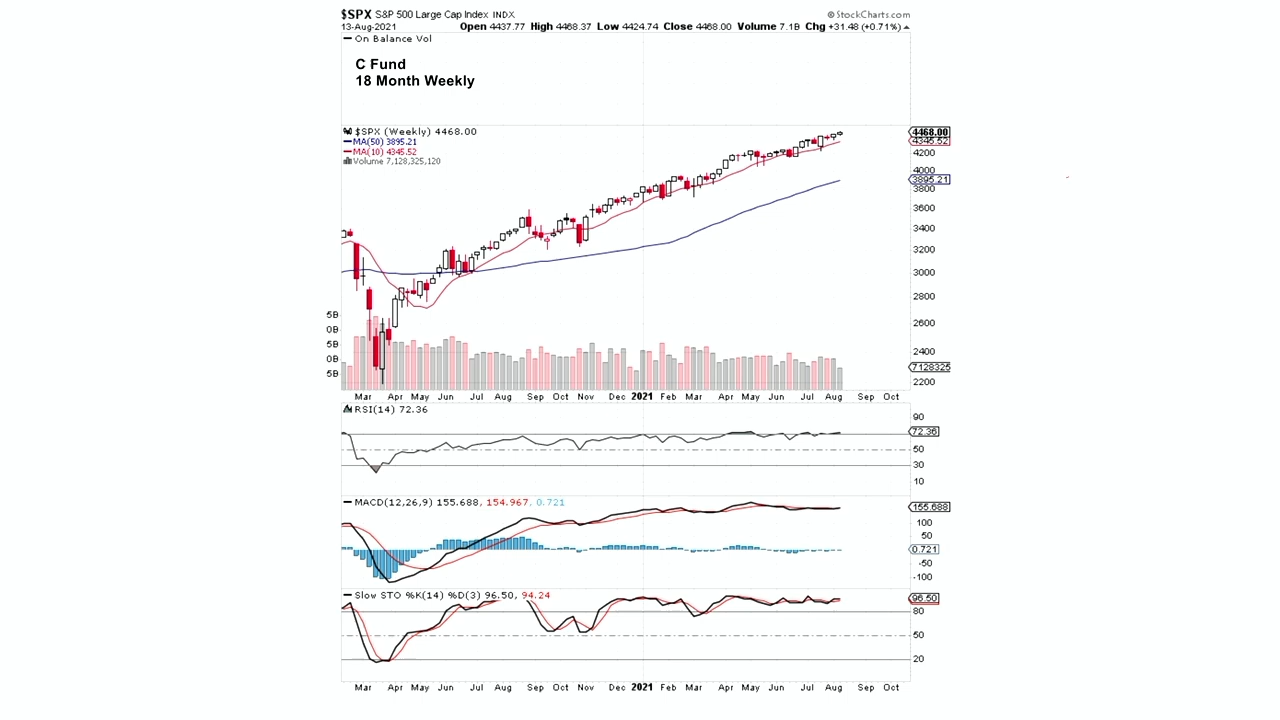 $SPX S&P 500 Large Cap Index INDX © StockCharts.com
13-Aug-2021 Open 4437.77 High 4468.37 Low 4424.74 Close 4468.00 Volume 7.1B Chg +31.48 (+0.71%)
On Balance Vol
C Fund
18 Month Weekly
$SPX (Weekly) 4468.00
MA(50) 3895.21
MA(10) 4345.52
Volume 7,128,325,120
4468.00
4345.52
4200
4000
3895.21
3800
3600
3400
3200
3000
2800
2600
2400
7128325
2200
5B
0B
5B
0B
5B
Mar Apr May Jun Jul Aug Sep Oct Nov Dec 2021 Feb Mar Apr May Jun Jul Aug Sep Oct
RSI(14) 72.36
90
72.36
50
30
10
MACD(12,26,9) 155.688, 154.967, 0.721
155.688
100
50
0.721
-50
-100
Slow STO %K(14) %D(3) 96.50, 94.24
96.50
80
50
20
Mar Apr May Jun Jul Aug Sep Oct Nov Dec 2021 Feb Mar Apr May Jun Jul Aug Sep Oct